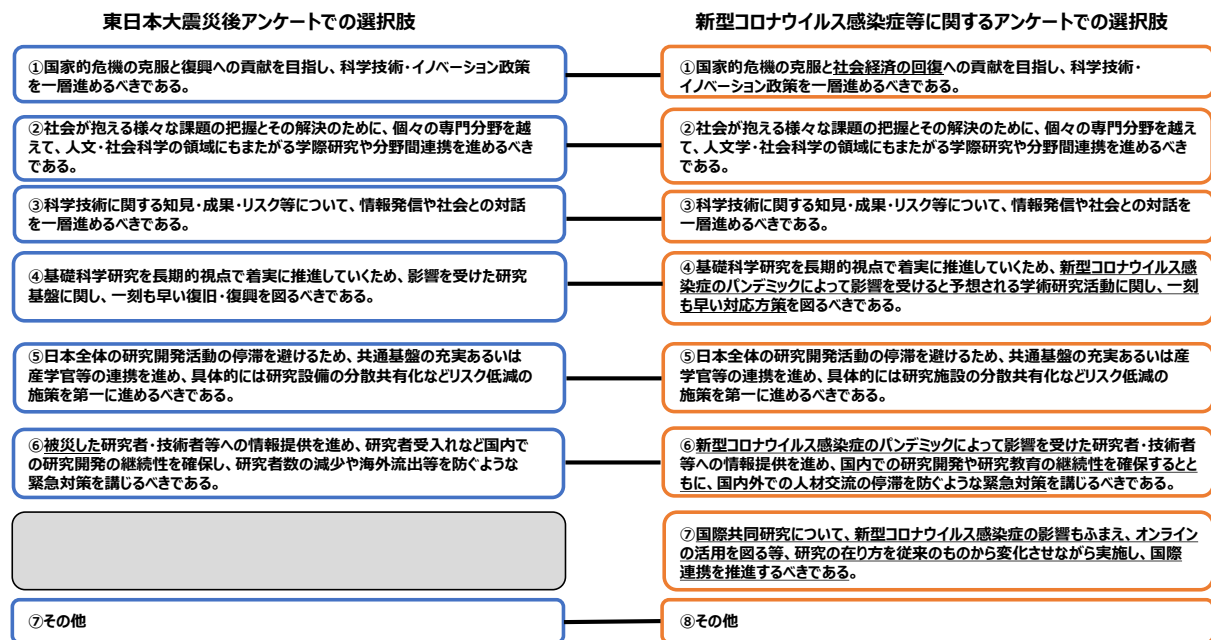 東日本大震災後アンケートでの選択肢
①国家的危機の克服と復興への貢献を目指し、科学技術・イノベーション政策
を一層進めるべきである。
②社会が抱える様々な課題の把握とその解決のために、個々の専門分野を越
えて、人文・社会科学の領域にもまたがる学際研究や分野間連携を進めるべき
である。
③科学技術に関する知見・成果・リスク等について、情報発信や社会との対話
を一層進めるべきである。
④基礎科学研究を長期的視点で着実に推進していくため、影響を受けた研究
基盤に関し、一刻も早い復旧・復興を図るべきである。
⑤日本全体の研究開発活動の停滞を避けるため、共通基盤の充実あるいは
産学官等の連携を進め、具体的には研究設備の分散共有化などリスク低減の
施策を第一に進めるべきである。
⑥被災した研究者・技術者等への情報提供を進め、研究者受入れなど国内で
の研究開発の継続性を確保し、研究者数の減少や海外流出等を防ぐような
緊急対策を講じるべきである。
⑦その他
新型コロナウイルス感染症等に関するアンケートでの選択肢
①国家的危機の克服と社会経済の回復への貢献を目指し、科学技術・
イノベーション政策を一層進めるべきである。
②社会が抱える様々な課題の把握とその解決のために、個々の専門分野を越え
て、人文学・社会科学の領域にもまたがる学際研究や分野間連携を進めるべき
である。
③科学技術に関する知見・成果・リスク等について、情報発信や社会との対話を
一層進めるべきである。
④基礎科学研究を長期的視点で着実に推進していくため、新型コロナウイルス感
染症のパンデミックによって影響を受けると予想される学術研究活動に関し、一刻
も早い対応方策を図るべきである。
⑤日本全体の研究開発活動の停滞を避けるため、共通基盤の充実あるいは産
学官等の連携を進め、具体的には研究施設の分散共有化などリスク低減の
施策を第一に進めるべきである。
⑥新型コロナウイルス感染症のパンデミックによって影響を受けた研究者・技術者
等への情報提供を進め、国内での研究開発や研究教育の継続性を確保するとと
もに、国内外での人材交流の停滞を防ぐような緊急対策を講じるべきである。
⑦国際共同研究について、新型コロナウイルス感染症の影響もふまえ、オンライン
の活用を図る等、研究の在り方を従来のものから変化させながら実施し、国際
連携を推進するべきである。
⑧その他